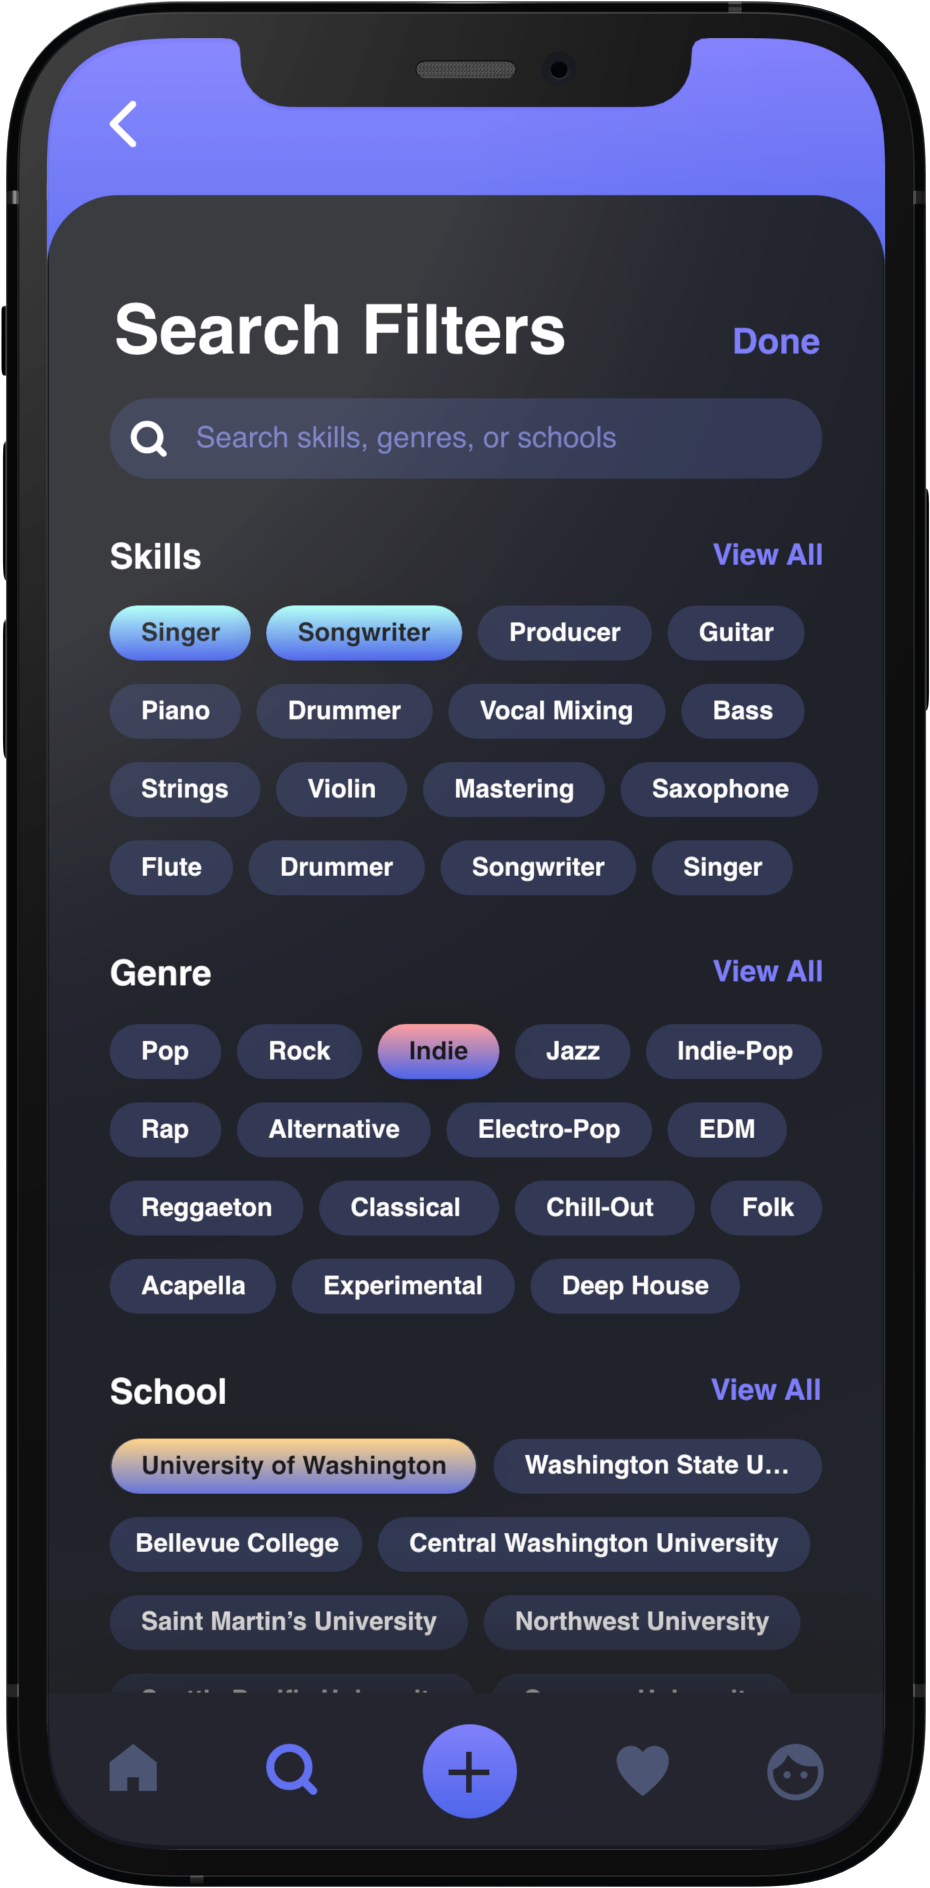 Search Filters
Done
Search skills, genres, or schools
Skills
View All
Singer Songwriter Producer Guitar
Piano Drummer Vocal Mixing Bass
Strings Violin Mastering Saxophone
Flute Drummer Songwriter Singer
Genre
View All
Pop Rock Indie Jazz Indie-Pop
Rap Alternative Electro-Pop EDM
Reggaeton Classical Chill-Out Folk
Acapella Experimental Deep House
School
View All
University of Washington Washington State U...
Bellevue College Central Washington University
Saint Martin’s University Northwest University